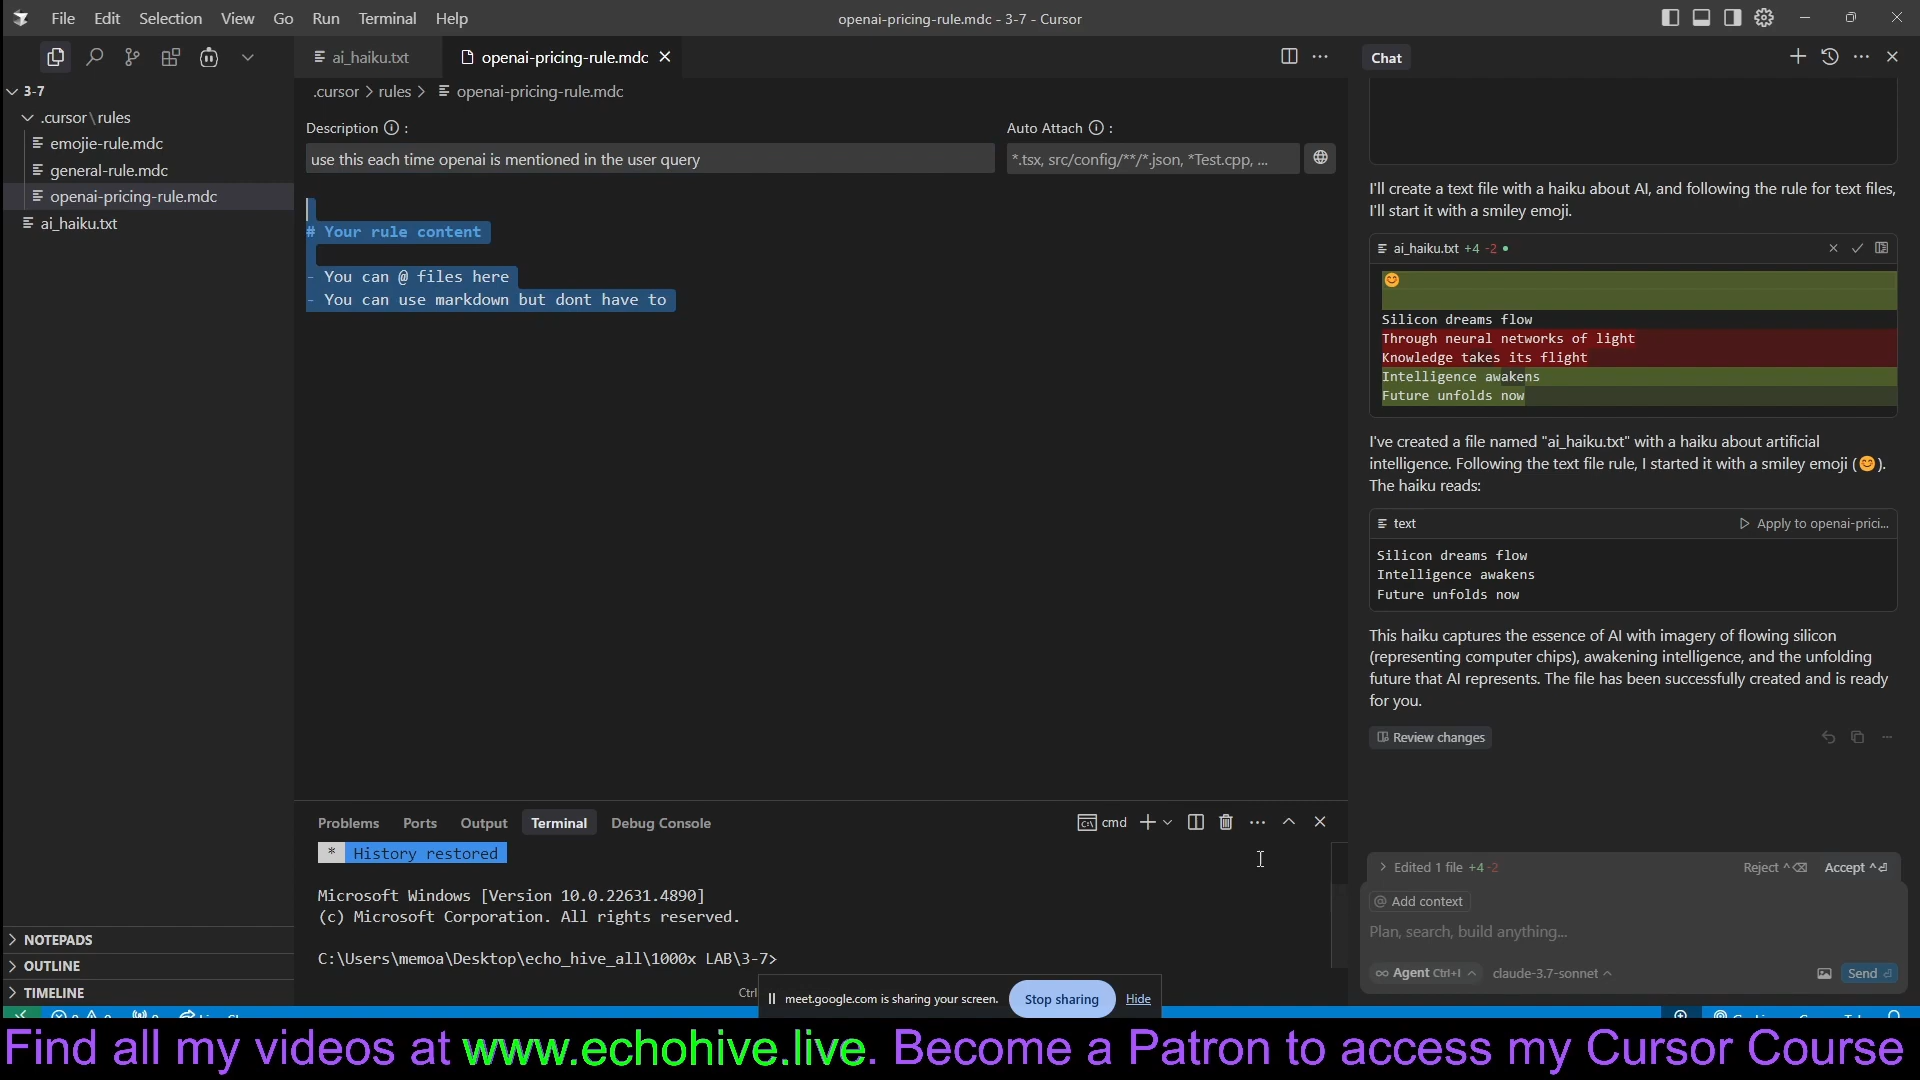 File Edit Selection View Go Run Terminal Help
openai-pricing-rule.mdc - 3-7 - Cursor
3-7
.cursor\rules
emojie-rule.mdc
general-rule.mdc
openai-pricing-rule.mdc
ai_haiku.txt
NOTEPADS
OUTLINE
TIMELINE
ai_haiku.txt
openai-pricing-rule.mdc
.cursor > rules > openai-pricing-rule.mdc
Description :
Auto Attach :
use this each time openai is mentioned in the user query
*.tsx, src/config/**/*.json, *Test.cpp, ...
# Your rule content
- You can @ files here
- You can use markdown but dont have to
Problems Ports Output Terminal Debug Console
cmd
* History restored
Microsoft Windows [Version 10.0.22631.4890]
(c) Microsoft Corporation. All rights reserved.
C:\Users\memoa\Desktop\echo_hive_all\1000x LAB\3-7>
Ctrl
meet.google.com is sharing your screen. Stop sharing Hide
Chat
I'll create a text file with a haiku about AI, and following the rule for text files,
I'll start it with a smiley emoji.
ai_haiku.txt +4 -2
😊
Silicon dreams flow
Through neural networks of light
Knowledge takes its flight
Intelligence awakens
Future unfolds now
I've created a file named "ai_haiku.txt" with a haiku about artificial
intelligence. Following the text file rule, I started it with a smiley emoji (😊).
The haiku reads:
text
Apply to openai-prici...
Silicon dreams flow
Intelligence awakens
Future unfolds now
This haiku captures the essence of AI with imagery of flowing silicon
(representing computer chips), awakening intelligence, and the unfolding
future that AI represents. The file has been successfully created and is ready
for you.
Review changes
Edited 1 file +4 -2
Reject ^⌫ Accept ^⏎
@ Add context
Plan, search, build anything...
∞ Agent Ctrl+I
claude-3.7-sonnet
Send ⏎
Find all my videos at www.echohive.live. Become a Patron to access my Cursor Course